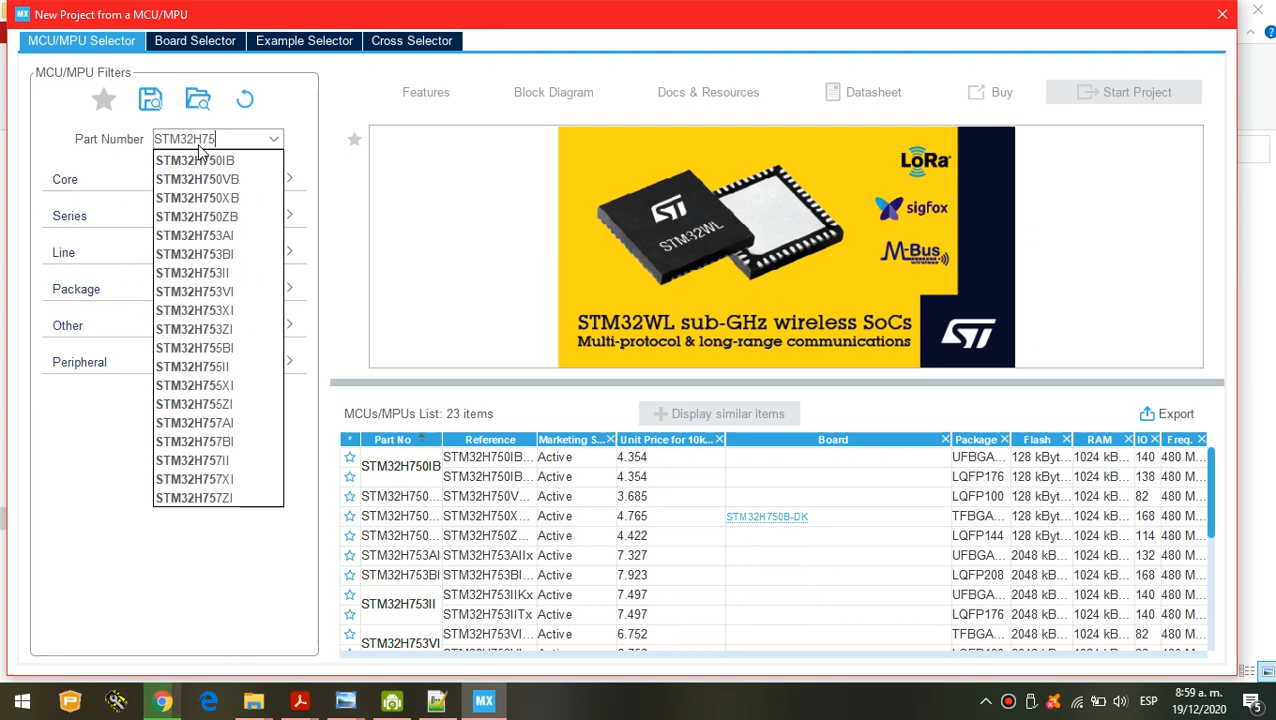 MX New Project from a MCU/MPU
MCU/MPU Selector Board Selector Example Selector Cross Selector
MCU/MPU Filters
Part Number STM32H75
STM32H750IB
STM32H750VB
STM32H750XB
STM32H750ZB
STM32H753AI
STM32H753BI
STM32H753II
STM32H753VI
STM32H753XI
STM32H753ZI
STM32H755BI
STM32H755II
STM32H755XI
STM32H755ZI
STM32H757AI
STM32H757BI
STM32H757II
STM32H757XI
STM32H757ZI
Core
Series
Line
Package
Other
Peripheral
Features Block Diagram Docs & Resources Datasheet Buy Start Project
LoRa
sigfox
M-Bus
ST
STM32WL
STM32WL sub-GHz wireless SoCs
Multi-protocol & long-range communications
ST
MCUs/MPUs List: 23 items + Display similar items Export
* Part No Reference Marketing S... Unit Price for 10k... Board Package Flash RAM IO Freq.
STM32H750IB STM32H750IB... Active 4.354 UFBGA... 128 kByt... 1024 kB... 140 480 M...
STM32H750IB... Active 4.354 LQFP176 128 kByt... 1024 kB... 138 480 M...
STM32H750... STM32H750V... Active 3.685 LQFP100 128 kByt... 1024 kB... 82 480 M...
STM32H750... STM32H750X... Active 4.765 STM32H750B-DK TFBGA... 128 kByt... 1024 kB... 168 480 M...
STM32H750... STM32H750Z... Active 4.422 LQFP144 128 kByt... 1024 kB... 114 480 M...
STM32H753AI STM32H753AIIx Active 7.327 UFBGA... 2048 kB... 1024 kB... 132 480 M...
STM32H753BI STM32H753BI... Active 7.923 LQFP208 2048 kB... 1024 kB... 168 480 M...
STM32H753II STM32H753IIKx Active 7.497 UFBGA... 2048 kB... 1024 kB... 140 480 M...
STM32H753IITx Active 7.497 LQFP176 2048 kB... 1024 kB... 140 480 M...
STM32H753VI STM32H753VI... Active 6.752 TFBGA... 2048 kB... 1024 kB... 82 480 M...
MX
ESP
8:59 a. m.
19/12/2020
5